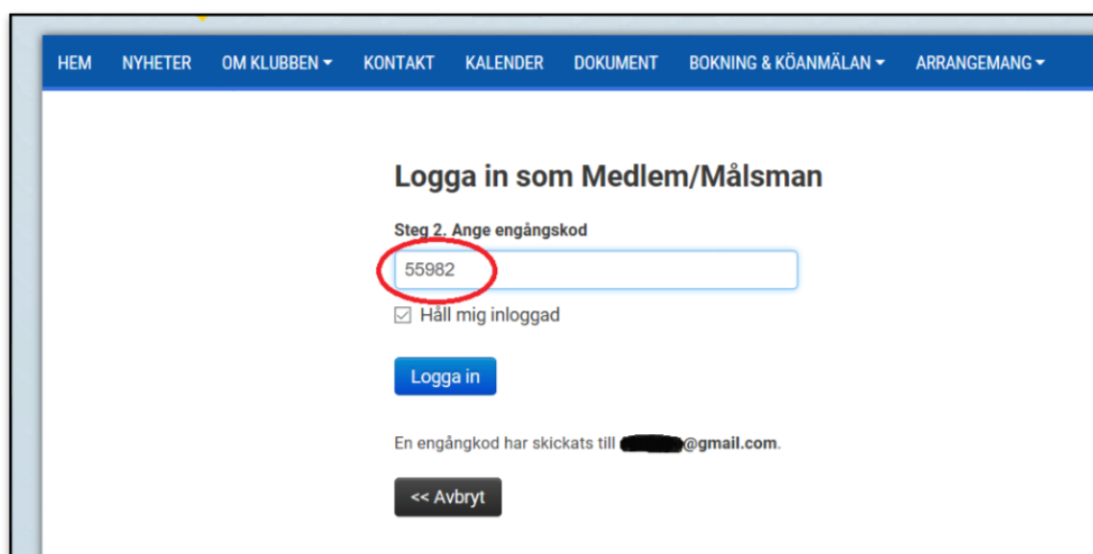 HEM NYHETER OM KLUBBEN KONTAKT KALENDER DOKUMENT BOKNING & KÖANMÄLAN ARRANGEMANG
Logga in som Medlem/Målsman
Steg 2. Ange engångskod
55982
Håll mig inloggad
Logga in
En engångkod har skickats till @gmail.com.
<< Avbryt